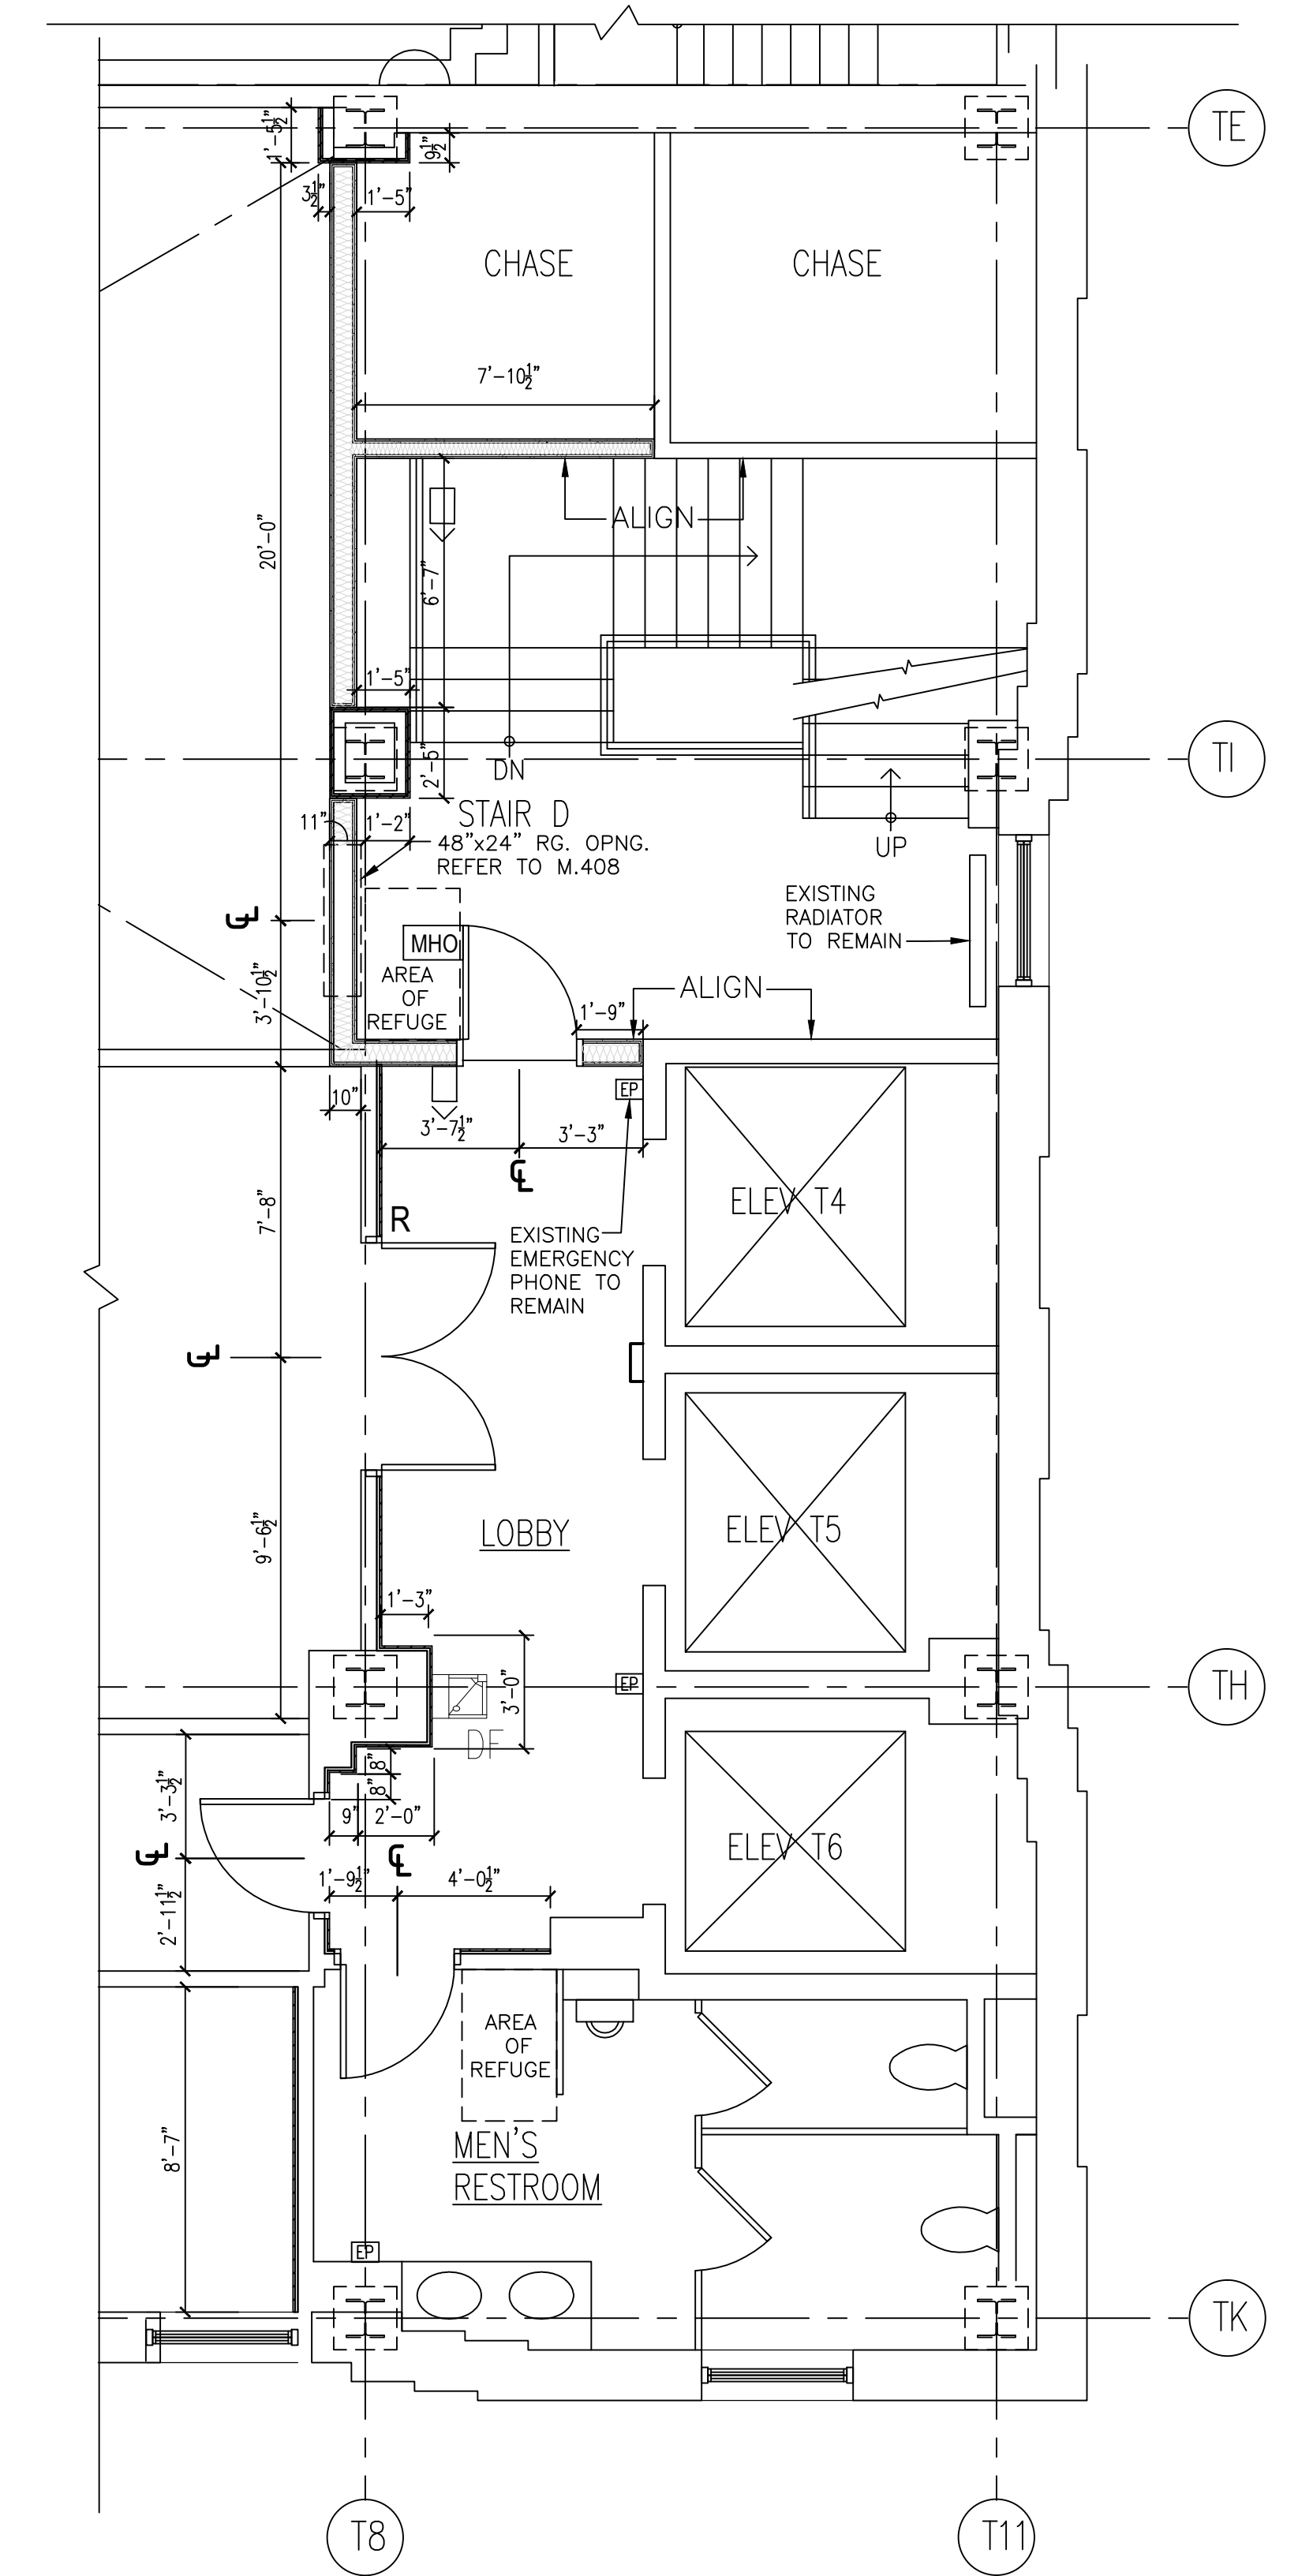 TE
1'-5½"
9½"
3½"
1'-5"
CHASE
CHASE
7'-10½"
ALIGN
20'-0"
6'-7"
1'-5"
2'-5"
DN
TI
STAIR D
11"
1'-2"
48"x24" RG. OPNG.
REFER TO M.408
UP
EXISTING
RADIATOR
TO REMAIN
CL
MHO
AREA
OF
REFUGE
3'-10½"
ALIGN
1'-9"
10"
EP
3'-7½"
3'-3"
CL
7'-8"
R
ELEV T4
EXISTING
EMERGENCY
PHONE TO
REMAIN
CL
9'-6½"
LOBBY
ELEV T5
1'-3"
3'-0"
EP
TH
DF
8"
8"
3'-3½"
9"
2'-0"
CL
CL
ELEV T6
1'-9½"
4'-0½"
2'-11½"
AREA
OF
REFUGE
8'-7"
MEN'S
RESTROOM
EP
TK
T8
T11